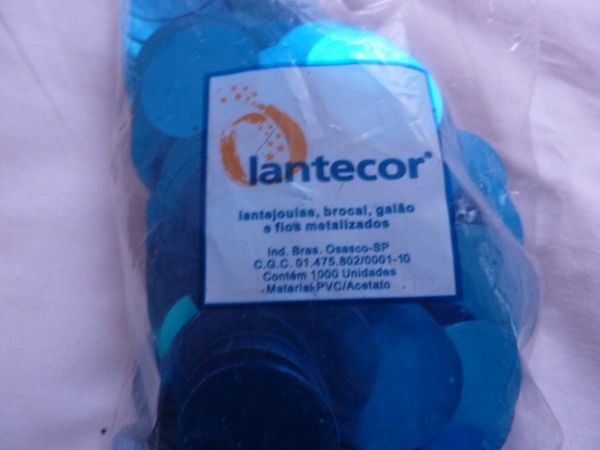 lantecor®
lantejoulas, brocal, galão
e fios metalizados
Ind. Bras. Osasco-SP
C.G.C. 01.475.802/0001-10
Contém 1000 Unidades
Material-PVC/Acetato